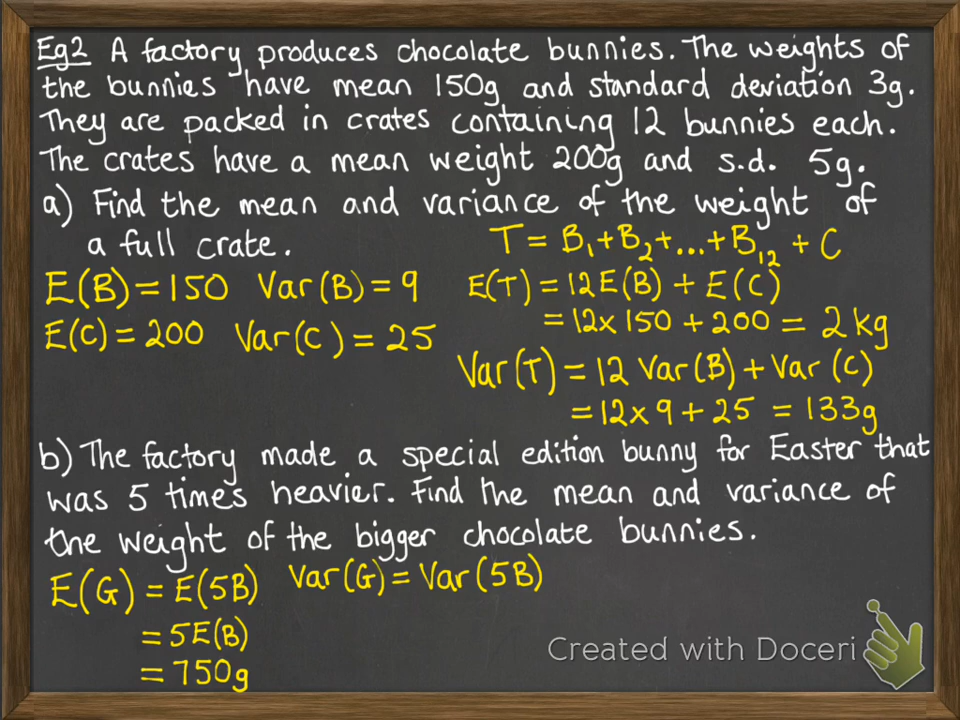 Eg2 A factory produces chocolate bunnies. The weights of
the bunnies have mean 150g and standard deviation 3g.
They are packed in crates containing 12 bunnies each.
The crates have a mean weight 200g and s.d. 5g.
a) Find the mean and variance of the weight of
a full crate.
E(B) = 150 Var(B) = 9
E(C) = 200 Var(C) = 25
T = B₁ + B₂ + ... + B₁₂ + C
E(T) = 12E(B) + E(C)
= 12 x 150 + 200 = 2kg
Var(T) = 12 Var(B) + Var(C)
= 12 x 9 + 25 = 133g
b) The factory made a special edition bunny for Easter that
was 5 times heavier. Find the mean and variance of
the weight of the bigger chocolate bunnies.
E(G) = E(5B)
= 5E(B)
= 750g
Var(G) = Var(5B)
Created with Doceri